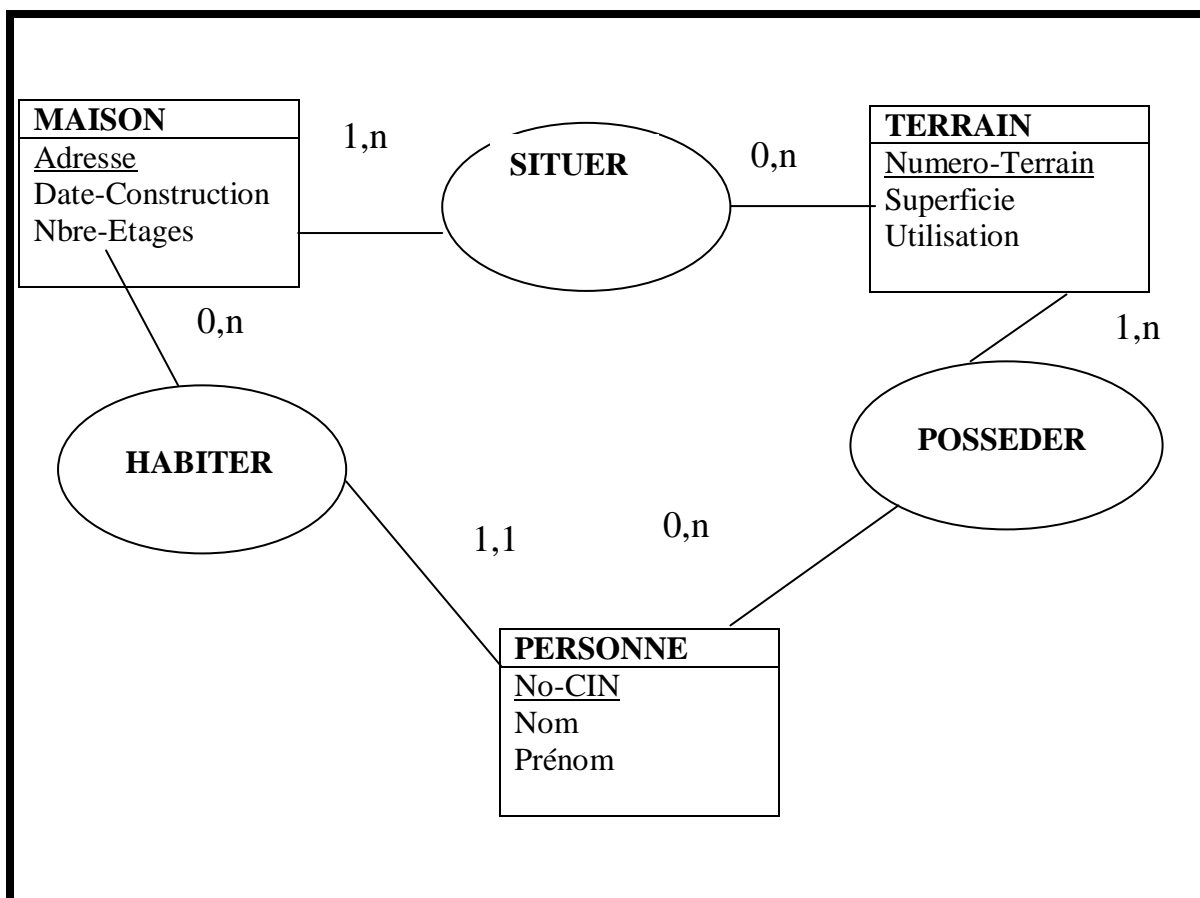 MAISON
Adresse
Date-Construction
Nbre-Etages
1,n
SITUER
0,n
TERRAIN
Numero-Terrain
Superficie
Utilisation
0,n
1,n
HABITER
POSSEDER
1,1
0,n
PERSONNE
No-CIN
Nom
Prénom